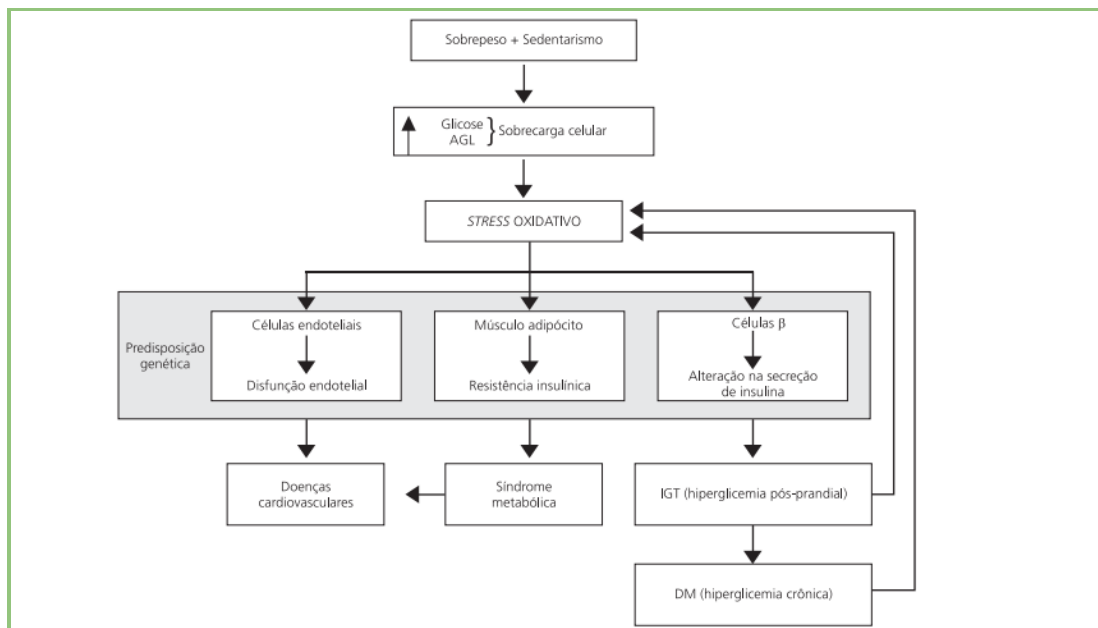 Sobrepeso + Sedentarismo
Glicose
AGL
} Sobrecarga celular
STRESS OXIDATIVO
Predisposição
genética
Células endoteliais
Disfunção endotelial
Músculo adipócito
Resistência insulínica
Células β
Alteração na secreção
de insulina
Doenças
cardiovasculares
Síndrome
metabólica
IGT (hiperglicemia pós-prandial)
DM (hiperglicemia crônica)